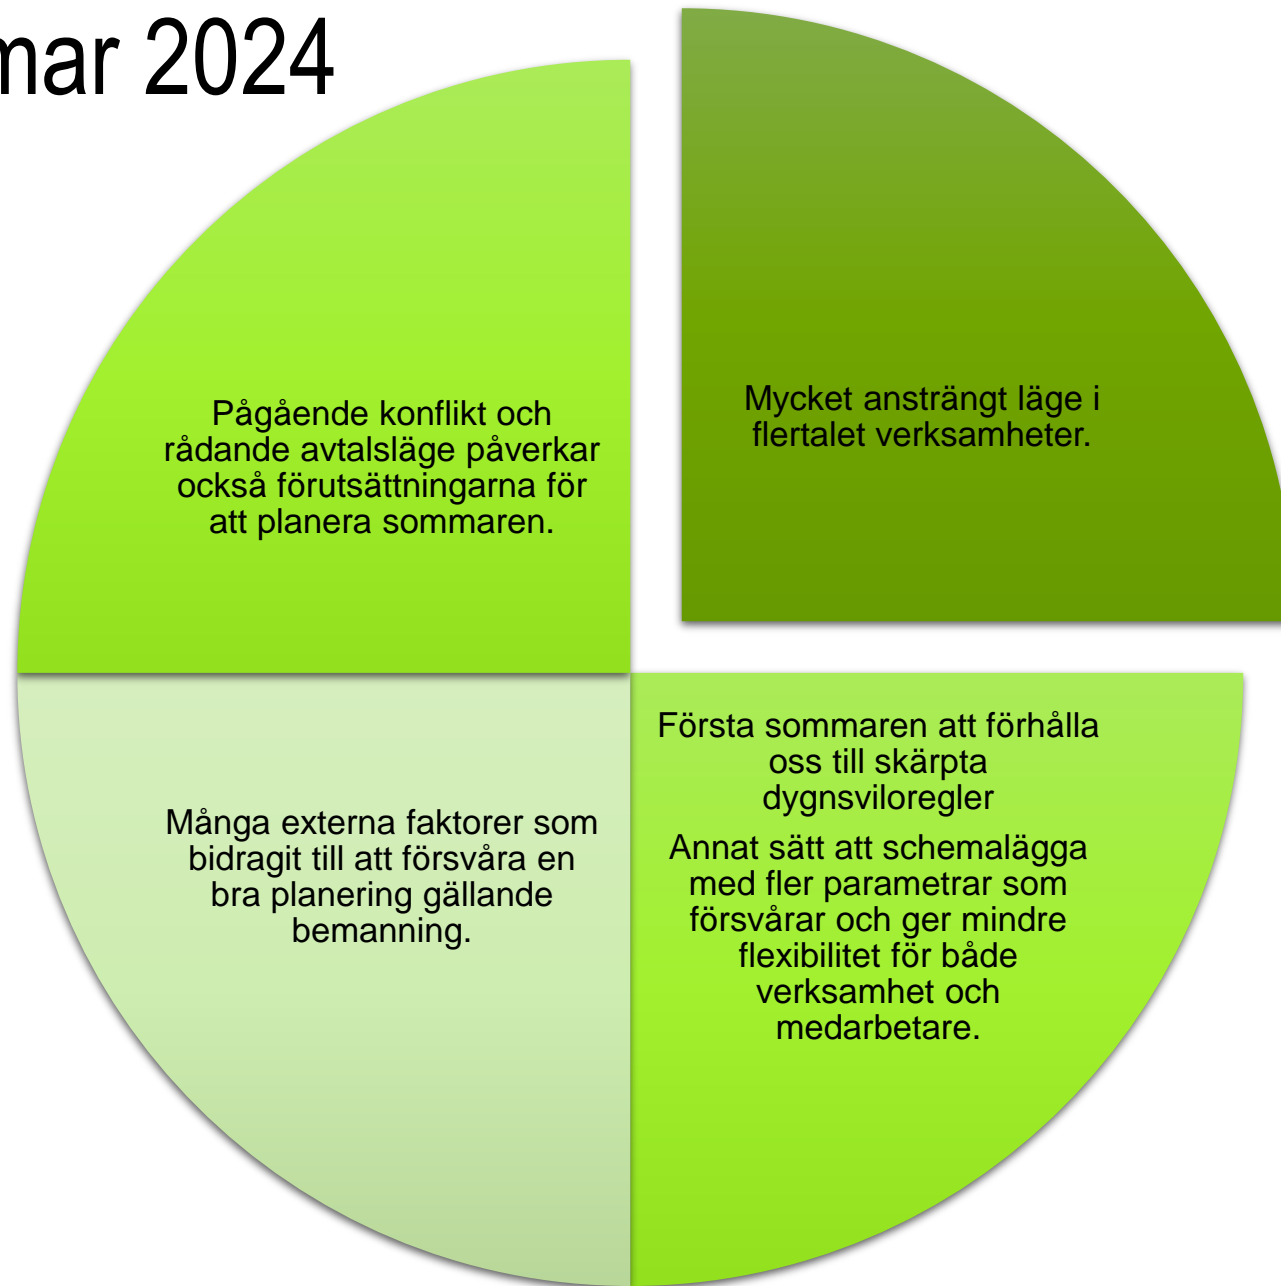 mar 2024
Mycket ansträngt läge i
flertalet verksamheter.
Pågående konflikt och
rådande avtalsläge påverkar
också förutsättningarna för
att planera sommaren.
Första sommaren att förhålla
oss till skärpta
dygnsviloregler
Annat sätt att schemalägga
med fler parametrar som
försvårar och ger mindre
flexibilitet för både
verksamhet och
medarbetare.
Många externa faktorer som
bidragit till att försvåra en
bra planering gällande
bemanning.